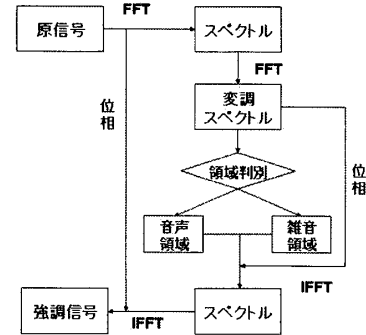 FFT
原信号
スペクトル
FFT
位相
変調
スペクトル
領域判別
位相
音声
領域
雑音
領域
IFFT
強調信号
IFFT
スペクトル